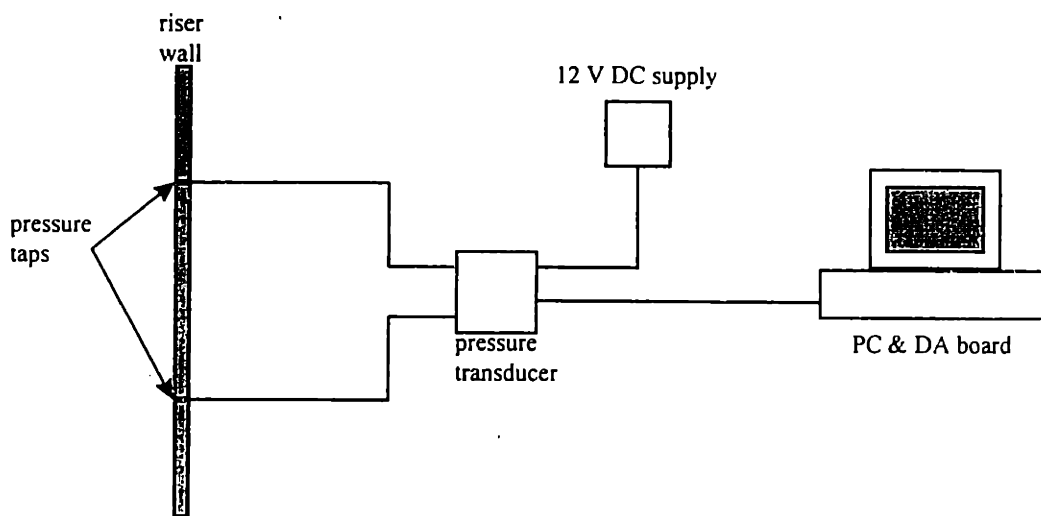 riser
wall
12 V DC supply
pressure
taps
pressure
transducer
PC & DA board